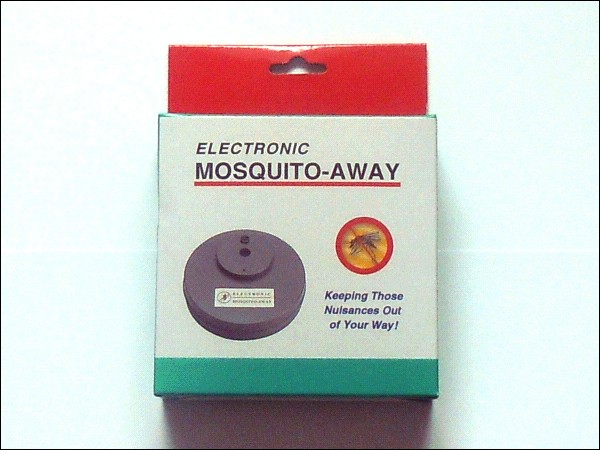 ELECTRONIC
MOSQUITO-AWAY
ELECTRONIC
MOSQUITO-AWAY
Keeping Those
Nuisances Out
of Your Way!